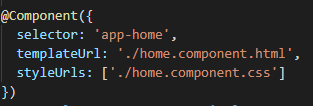 @Component({
  selector: 'app-home',
  templateUrl: './home.component.html',
  styleUrls: ['./home.component.css']
})